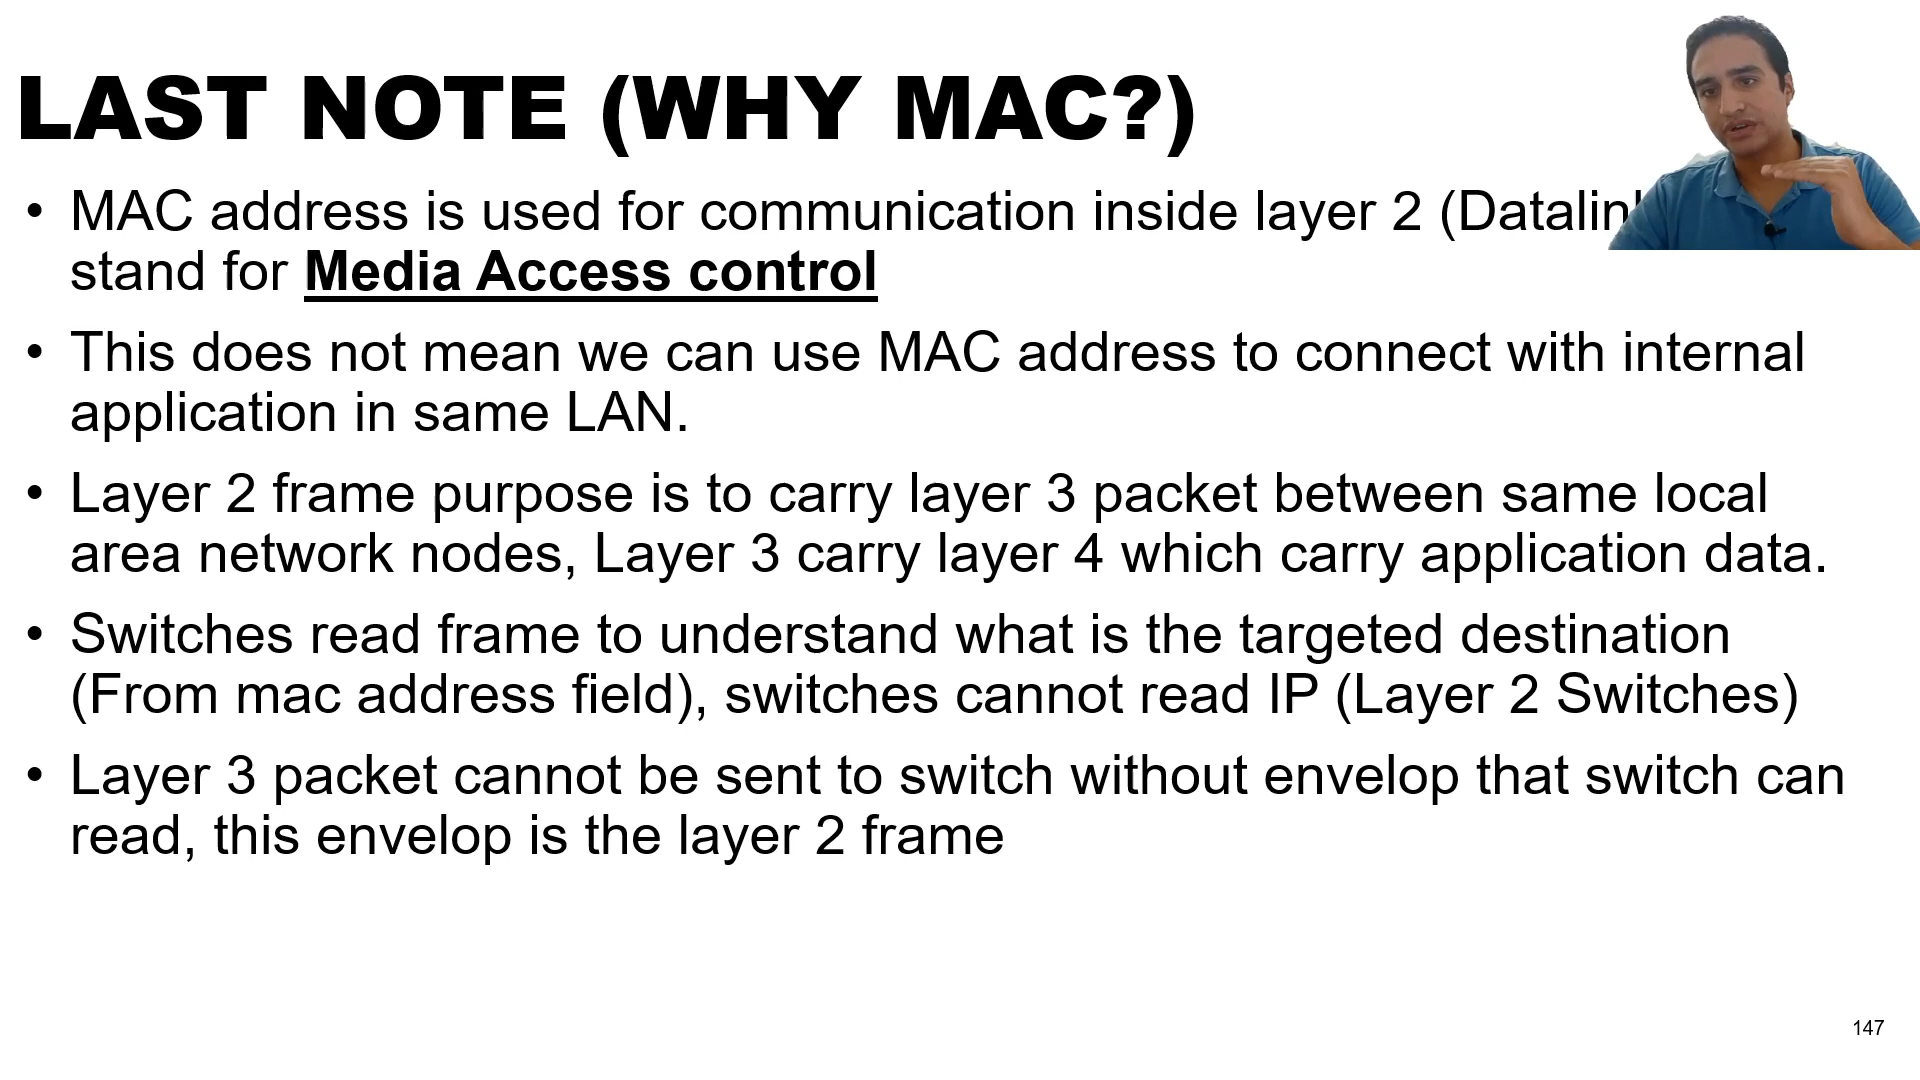 LAST NOTE (WHY MAC?)
• MAC address is used for communication inside layer 2 (Datalin
stand for Media Access control
• This does not mean we can use MAC address to connect with internal
application in same LAN.
• Layer 2 frame purpose is to carry layer 3 packet between same local
area network nodes, Layer 3 carry layer 4 which carry application data.
• Switches read frame to understand what is the targeted destination
(From mac address field), switches cannot read IP (Layer 2 Switches)
• Layer 3 packet cannot be sent to switch without envelop that switch can
read, this envelop is the layer 2 frame
147